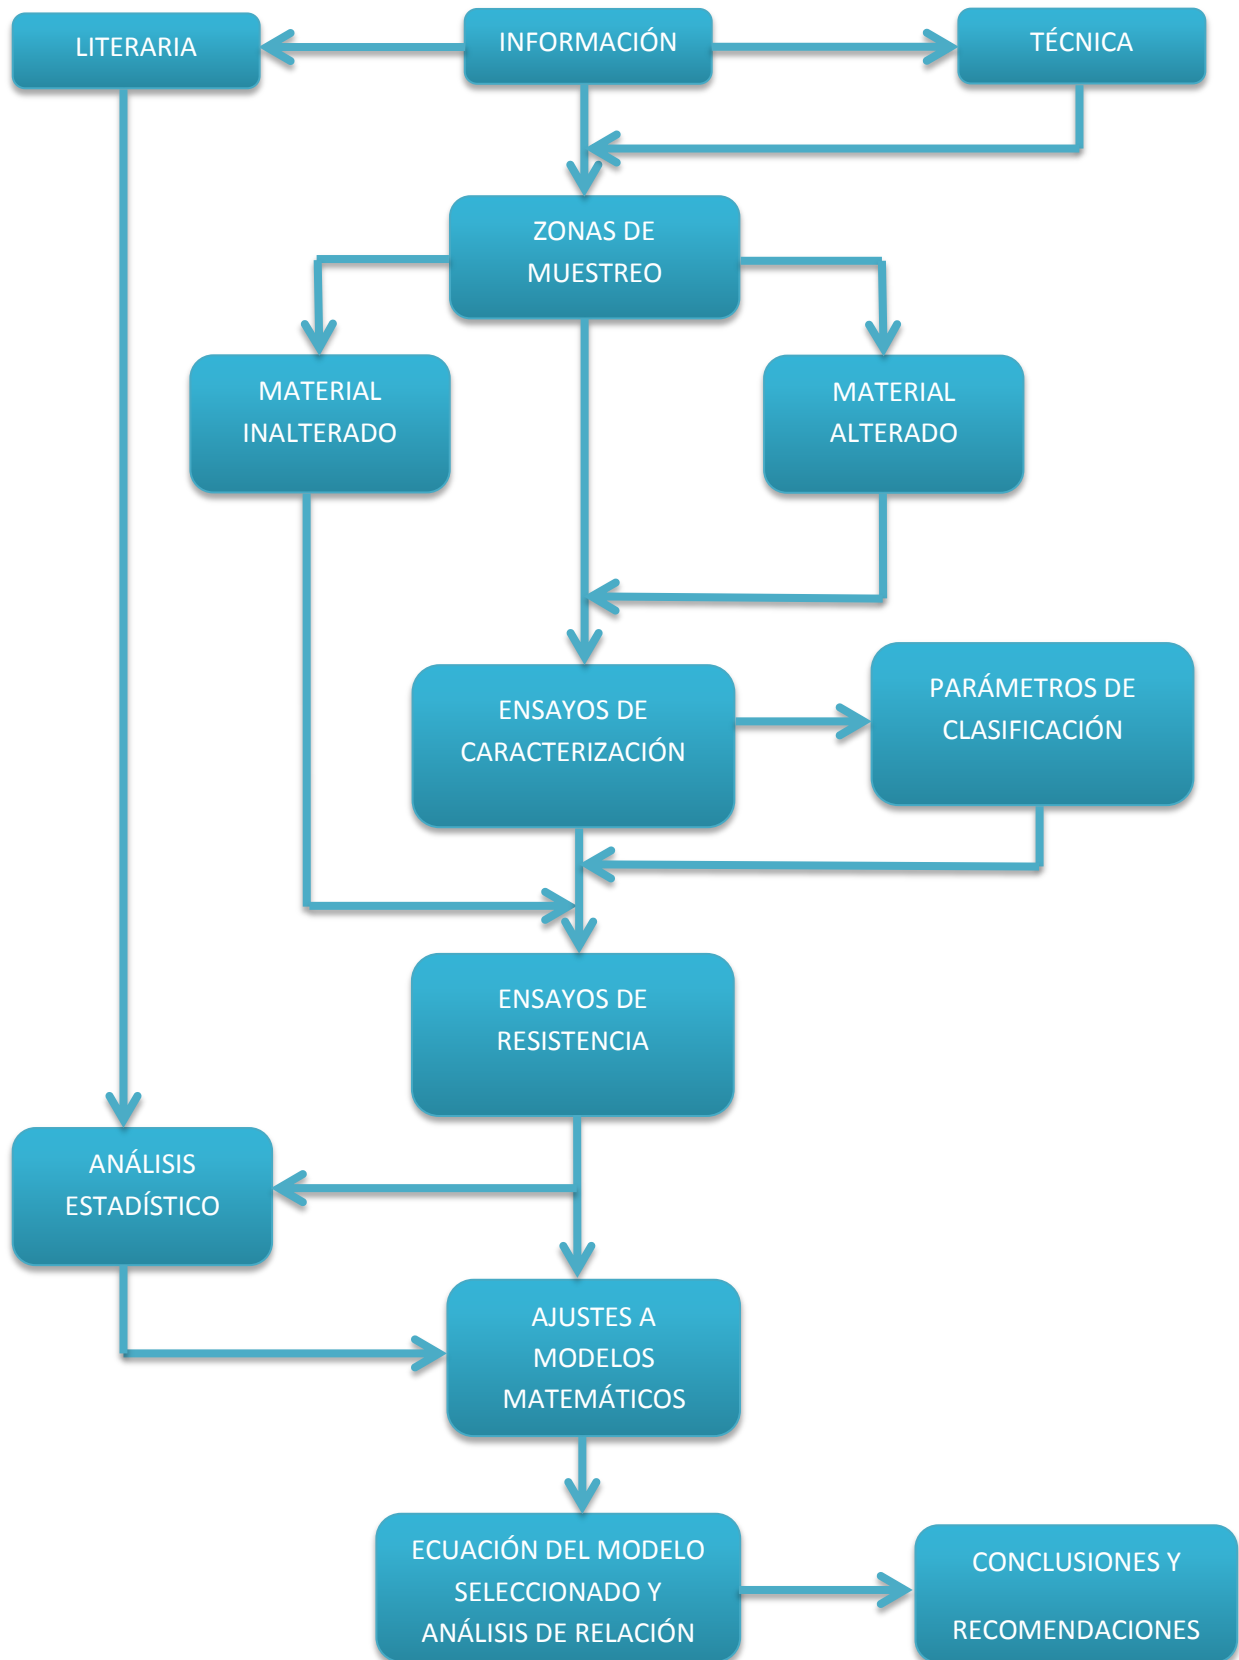 LITERARIA
INFORMACIÓN
TÉCNICA
ZONAS DE
MUESTREO
MATERIAL
INALTERADO
MATERIAL
ALTERADO
ENSAYOS DE
CARACTERIZACIÓN
PARÁMETROS DE
CLASIFICACIÓN
ENSAYOS DE
RESISTENCIA
ANÁLISIS
ESTADÍSTICO
AJUSTES A
MODELOS
MATEMÁTICOS
ECUACIÓN DEL MODELO
SELECCIONADO Y
ANÁLISIS DE RELACIÓN
CONCLUSIONES Y
RECOMENDACIONES